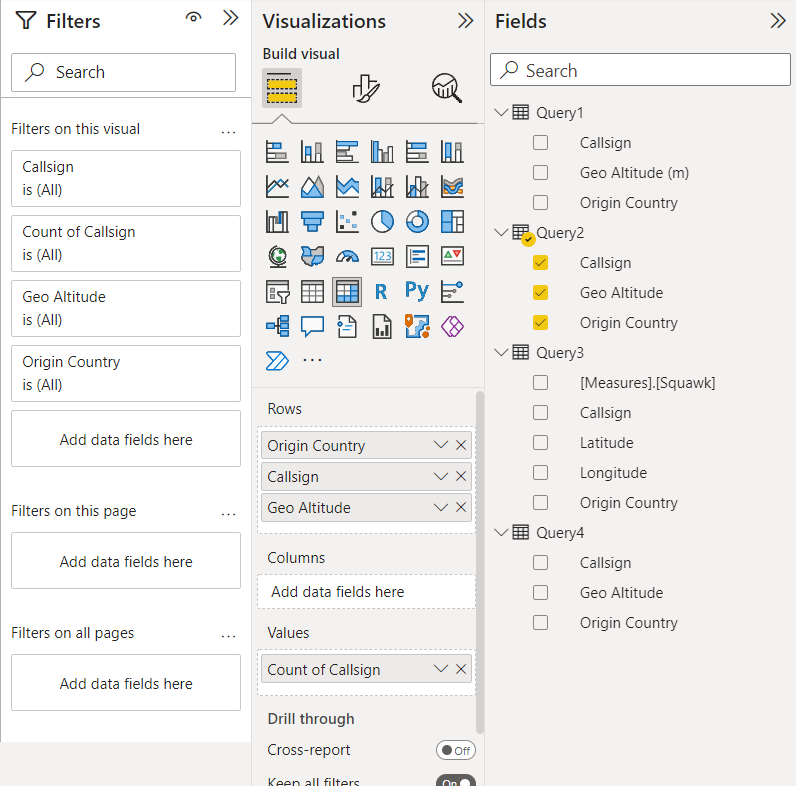 Filters
Search
Filters on this visual
...
Callsign
is (All)
Count of Callsign
is (All)
Geo Altitude
is (All)
Origin Country
is (All)
Add data fields here
Filters on this page
...
Add data fields here
Filters on all pages
...
Add data fields here
Visualizations
Build visual
123
R
Py
...
Rows
Origin Country
Callsign
Geo Altitude
Columns
Add data fields here
Values
Count of Callsign
Drill through
Cross-report
Off
Keep all filters
On
Fields
Search
Query1
Callsign
Geo Altitude (m)
Origin Country
Query2
Callsign
Geo Altitude
Origin Country
Query3
[Measures].[Squawk]
Callsign
Latitude
Longitude
Origin Country
Query4
Callsign
Geo Altitude
Origin Country